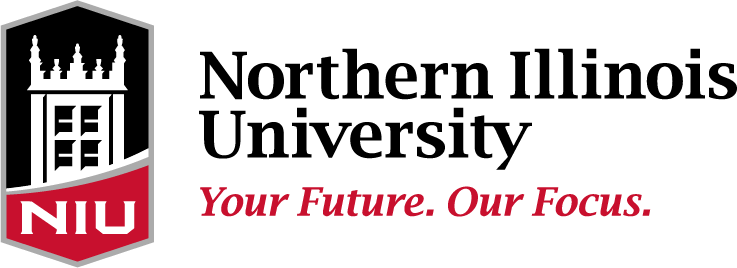 NIU
Northern Illinois
University
Your Future. Our Focus.